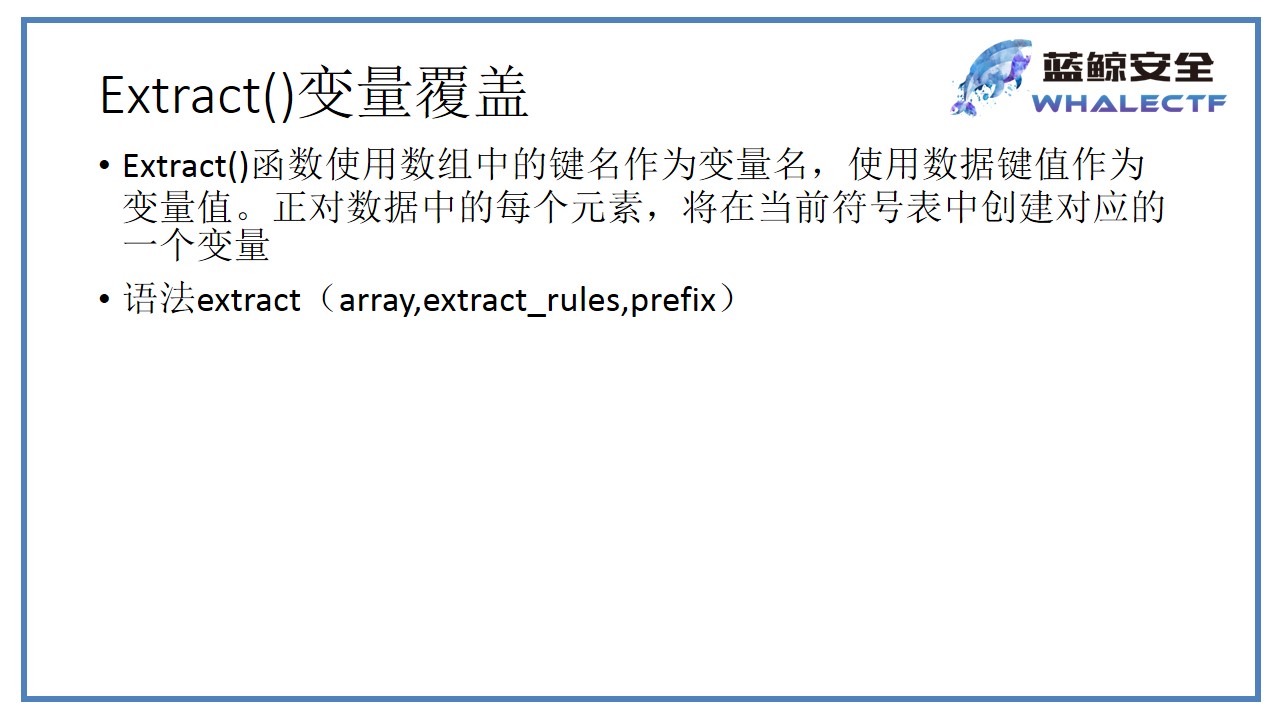 蓝鲸安全
WHALECTF
Extract()变量覆盖
• Extract()函数使用数组中的键名作为变量名，使用数据键值作为
变量值。正对数据中的每个元素，将在当前符号表中创建对应的
一个变量
• 语法extract（array,extract_rules,prefix）